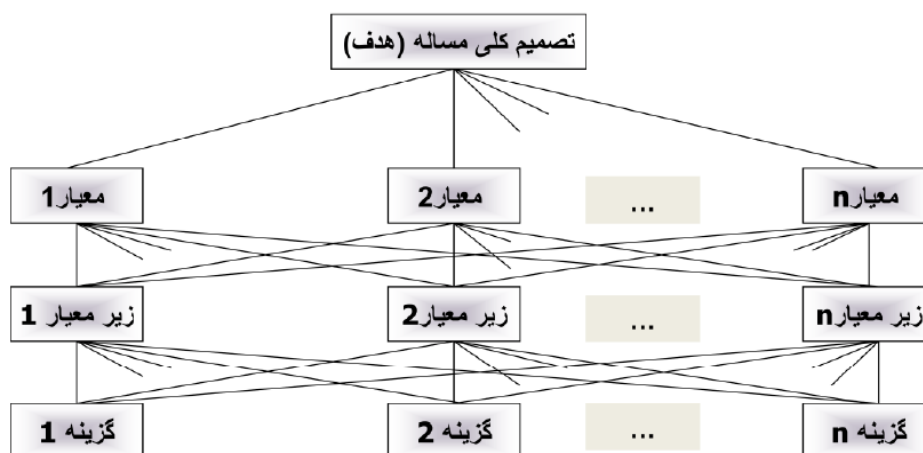 تصمیم کلی مساله (هدف)
معیار1
معیار2
...
معیارn
زیر معیار 1
زیر معیار2
...
زیر معیارn
گزینه 1
گزینه 2
...
گزینه n